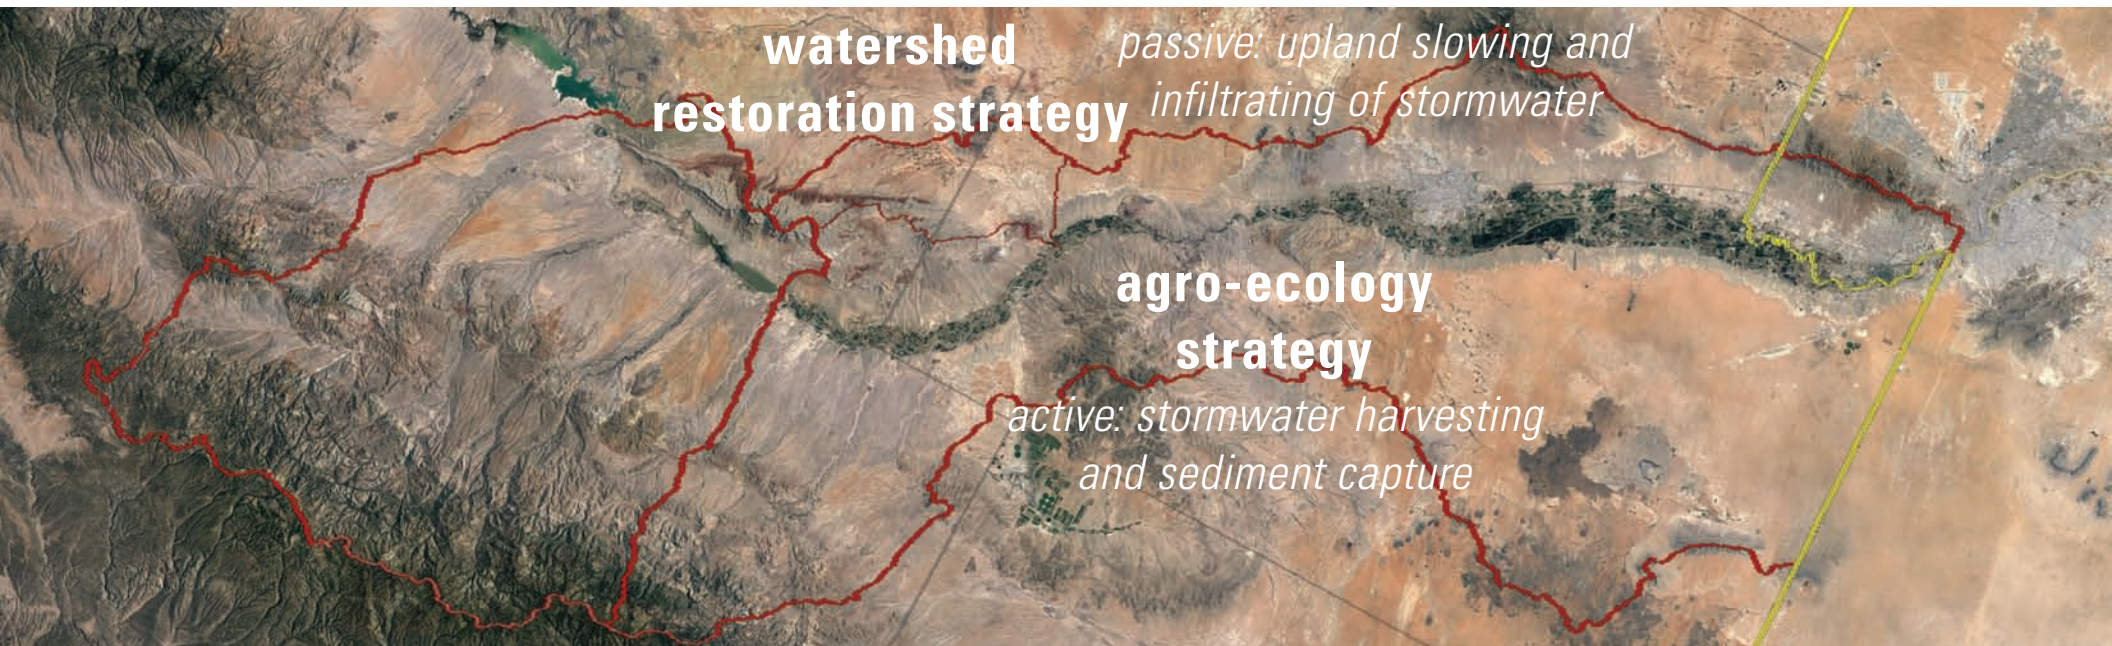 watershed
restoration strategy
passive: upland slowing and
infiltrating of stormwater
agro-ecology
strategy
active: stormwater harvesting
and sediment capture